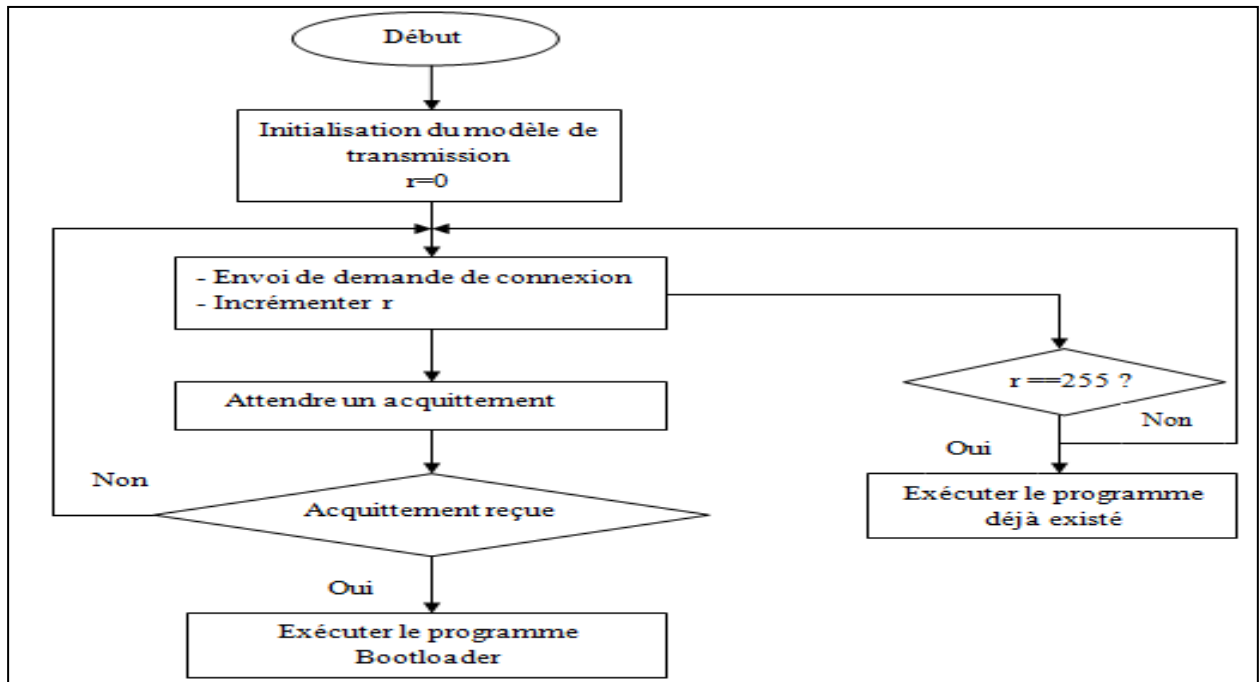 Début
Initialisation du modèle de
transmission
r=0
- Envoi de demande de connexion
- Incrémenter r
r ==255 ?
Attendre un acquittement
Non
Oui
Non
Exécuter le programme
déjà existé
Acquittement reçue
Oui
Exécuter le programme
Bootloader